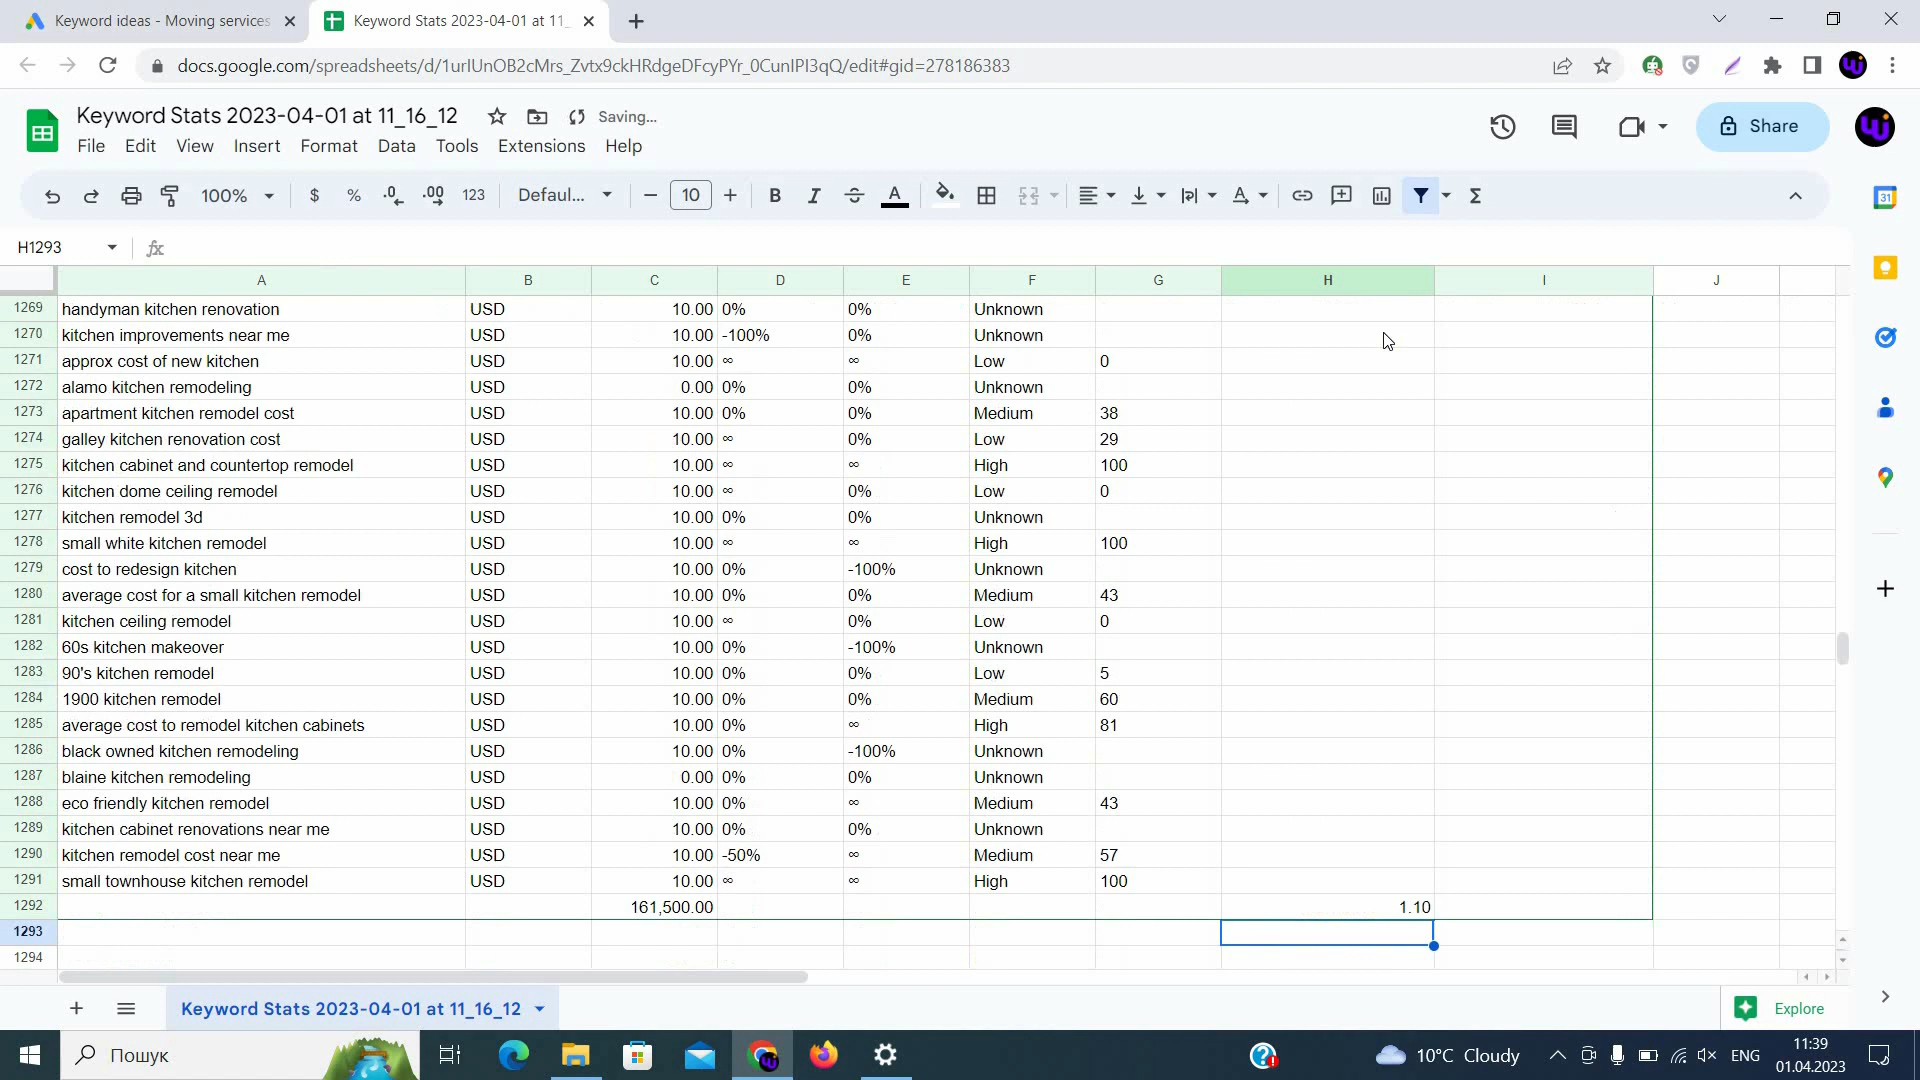 Keyword ideas - Moving services
Keyword Stats 2023-04-01 at 11_
docs.google.com/spreadsheets/d/1urIUnOB2cMrs_Zvtx9ckHRdgeDFcyPYr_0CunIPI3qQ/edit#gid=278186383
Keyword Stats 2023-04-01 at 11_16_12 Saving...
File Edit View Insert Format Data Tools Extensions Help
Share
100% $ % .0 .00 123 Defaul... 10 B I A
31
H1293 fx
A B C D E F G H I J
1269 handyman kitchen renovation USD 10.00 0% 0% Unknown
1270 kitchen improvements near me USD 10.00 -100% 0% Unknown
1271 approx cost of new kitchen USD 10.00 ∞ ∞ Low 0
1272 alamo kitchen remodeling USD 0.00 0% 0% Unknown
1273 apartment kitchen remodel cost USD 10.00 0% 0% Medium 38
1274 galley kitchen renovation cost USD 10.00 ∞ 0% Low 29
1275 kitchen cabinet and countertop remodel USD 10.00 ∞ ∞ High 100
1276 kitchen dome ceiling remodel USD 10.00 ∞ 0% Low 0
1277 kitchen remodel 3d USD 10.00 0% 0% Unknown
1278 small white kitchen remodel USD 10.00 ∞ ∞ High 100
1279 cost to redesign kitchen USD 10.00 0% -100% Unknown
1280 average cost for a small kitchen remodel USD 10.00 0% 0% Medium 43
1281 kitchen ceiling remodel USD 10.00 ∞ 0% Low 0
1282 60s kitchen makeover USD 10.00 0% -100% Unknown
1283 90's kitchen remodel USD 10.00 0% 0% Low 5
1284 1900 kitchen remodel USD 10.00 0% 0% Medium 60
1285 average cost to remodel kitchen cabinets USD 10.00 0% ∞ High 81
1286 black owned kitchen remodeling USD 10.00 0% -100% Unknown
1287 blaine kitchen remodeling USD 0.00 0% 0% Unknown
1288 eco friendly kitchen remodel USD 10.00 0% ∞ Medium 43
1289 kitchen cabinet renovations near me USD 10.00 0% 0% Unknown
1290 kitchen remodel cost near me USD 10.00 -50% ∞ Medium 57
1291 small townhouse kitchen remodel USD 10.00 ∞ ∞ High 100
1292 161,500.00 1.10
1293
1294
Keyword Stats 2023-04-01 at 11_16_12 Explore
Пошук 10°C Cloudy ENG 11:39
01.04.2023